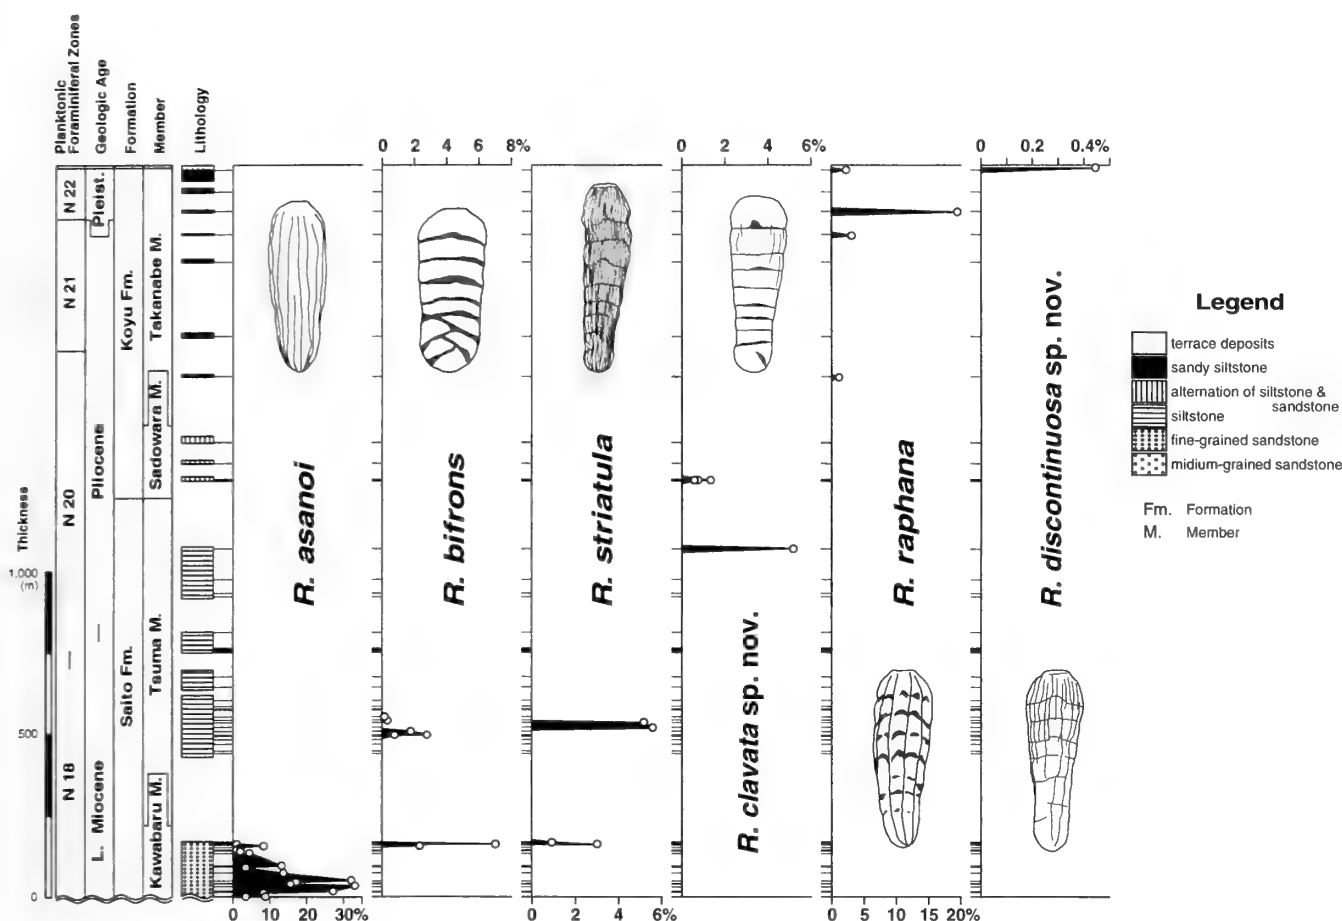 Planktonic
Foraminiferal Zones
Geologic Age
Formation
Member
Lithology
0 2 4 6 8%
0 2 4 6
0 0.2 0.4%
N 22
N 21
N 20
—
N 18
Pleist.
Pliocene
—
L. Miocene
Koyu Fm.
Saito Fm.
Takanabe M.
Sadowara M.
Tsuma M.
Kawabaru M.
Thickness
1,000
(m)
500
0
R. asanoi
R. bifrons
R. striatula
R. clavata sp. nov.
R. raphana
R. discontinuosa sp. nov.
0 10 20 30%
0 2 4 6%
0 5 10 15 20%
Legend
terrace deposits
sandy siltstone
alternation of siltstone &
sandstone
siltstone
fine-grained sandstone
midium-grained sandstone
Fm. Formation
M. Member